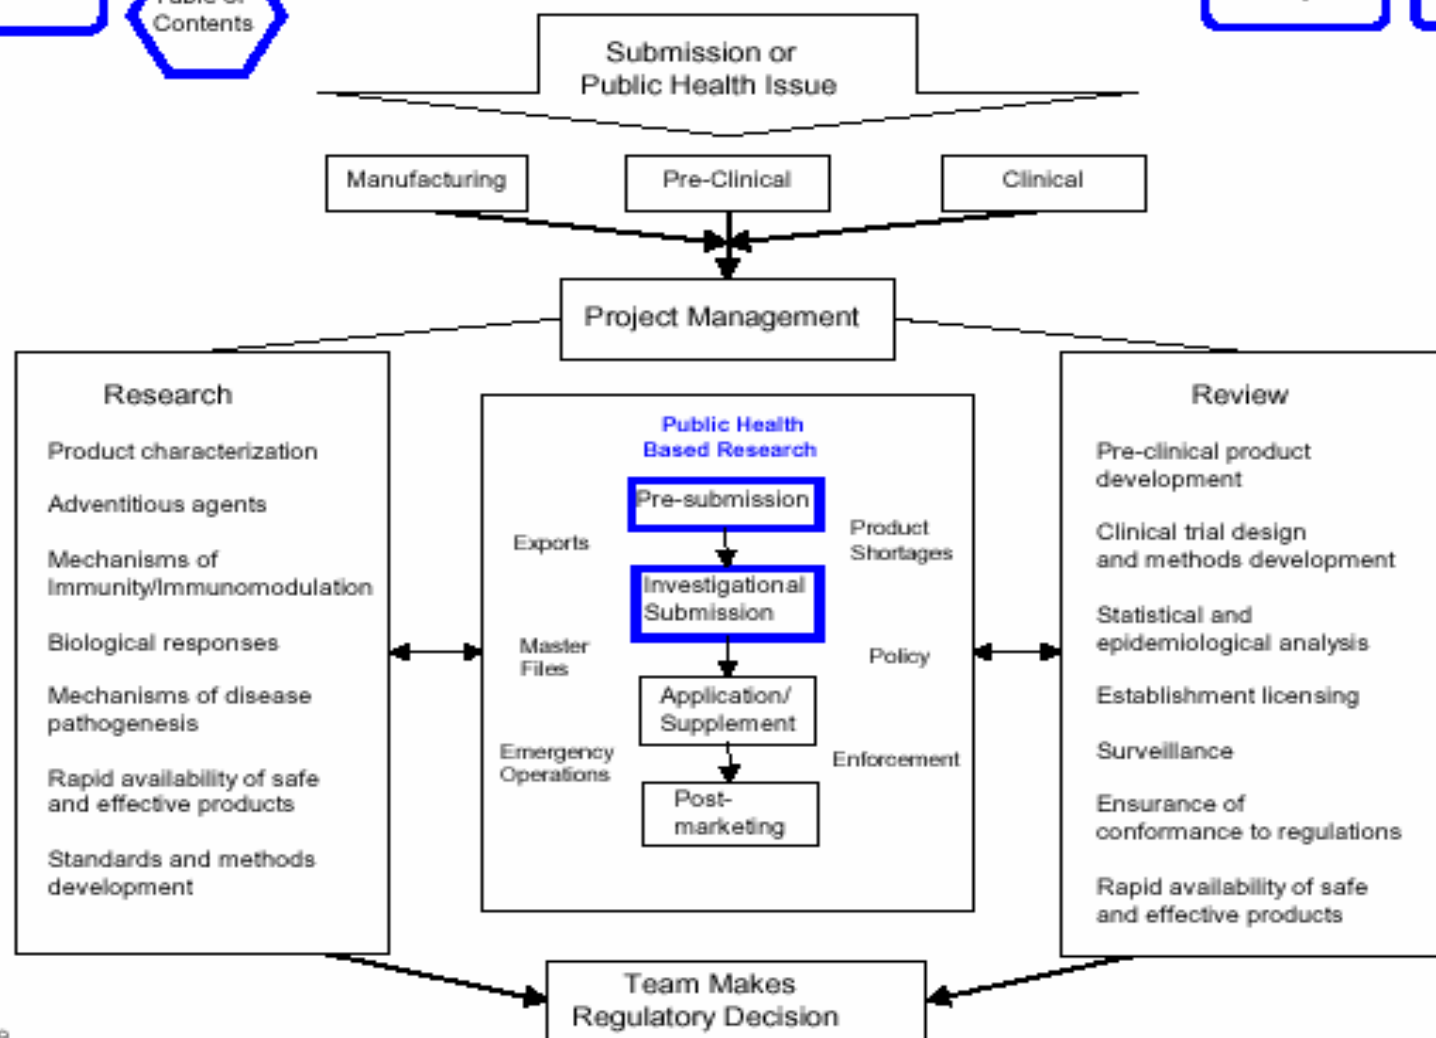 Contents
Submission or
Public Health Issue
Manufacturing
Pre-Clinical
Clinical
Project Management
Research
Product characterization
Adventitious agents
Mechanisms of
Immunity/Immunomodulation
Biological responses
Mechanisms of disease
pathogenesis
Rapid availability of safe
and effective products
Standards and methods
development
Public Health
Based Research
Pre-submission
Investigational
Submission
Application/
Supplement
Post-
marketing
Exports
Master
Files
Emergency
Operations
Product
Shortages
Policy
Enforcement
Review
Pre-clinical product
development
Clinical trial design
and methods development
Statistical and
epidemiological analysis
Establishment licensing
Surveillance
Ensurance of
conformance to regulations
Rapid availability of safe
and effective products
Team Makes
Regulatory Decision